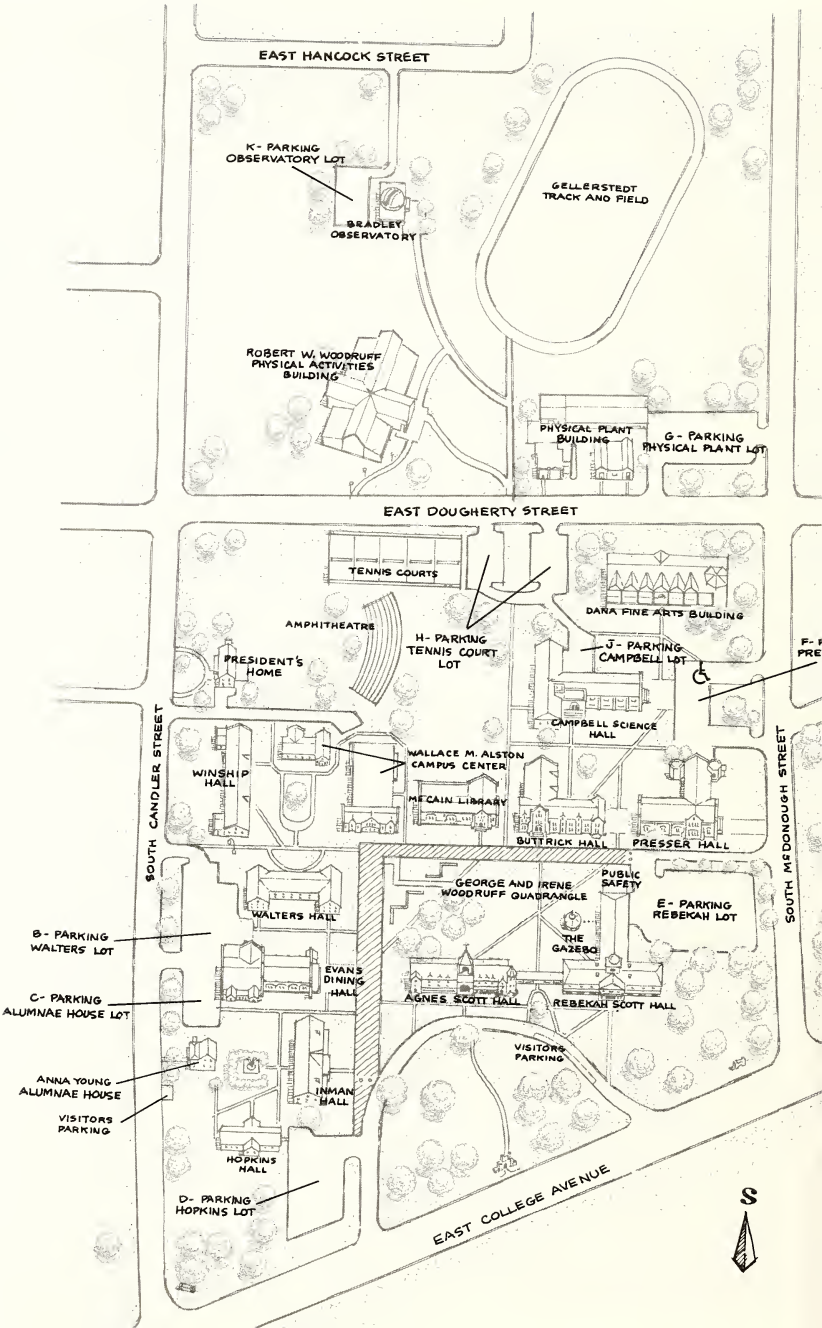 EAST HANCOCK STREET
K- PARKING
OBSERVATORY LOT
BRADLEY
OBSERVATORY
GELLERSTEDT
TRACK AND FIELD
ROBERT W. WOODRUFF
PHYSICAL ACTIVITIES
BUILDING
PHYSICAL PLANT
BUILDING
G- PARKING
PHYSICAL PLANT LOT
EAST DOUGHERTY STREET
TENNIS COURTS
DANA FINE ARTS BUILDING
AMPHITHEATRE
H- PARKING
TENNIS COURT
LOT
J- PARKING
CAMPBELL LOT
F- P
PRE
PRESIDENT'S
HOME
CAMPBELL SCIENCE
HALL
SOUTH CANDLER STREET
WINSHIP
HALL
WALLACE M. ALSTON
CAMPUS CENTER
McCAIN LIBRARY
BUTTRICK HALL
PRESSER HALL
SOUTH McDONOUGH STREET
WALTERS HALL
GEORGE AND IRENE
WOODRUFF QUADRANGLE
PUBLIC
SAFETY
E- PARKING
REBEKAH LOT
B- PARKING
WALTERS LOT
THE
GAZEBO
EVANS
DINING
HALL
C- PARKING
ALUMNAE HOUSE LOT
AGNES SCOTT HALL
REBEKAH SCOTT HALL
VISITORS
PARKING
ANNA YOUNG
ALUMNAE HOUSE
INMAN
HALL
VISITORS
PARKING
HOPKINS
HALL
D- PARKING
HOPKINS LOT
EAST COLLEGE AVENUE
S